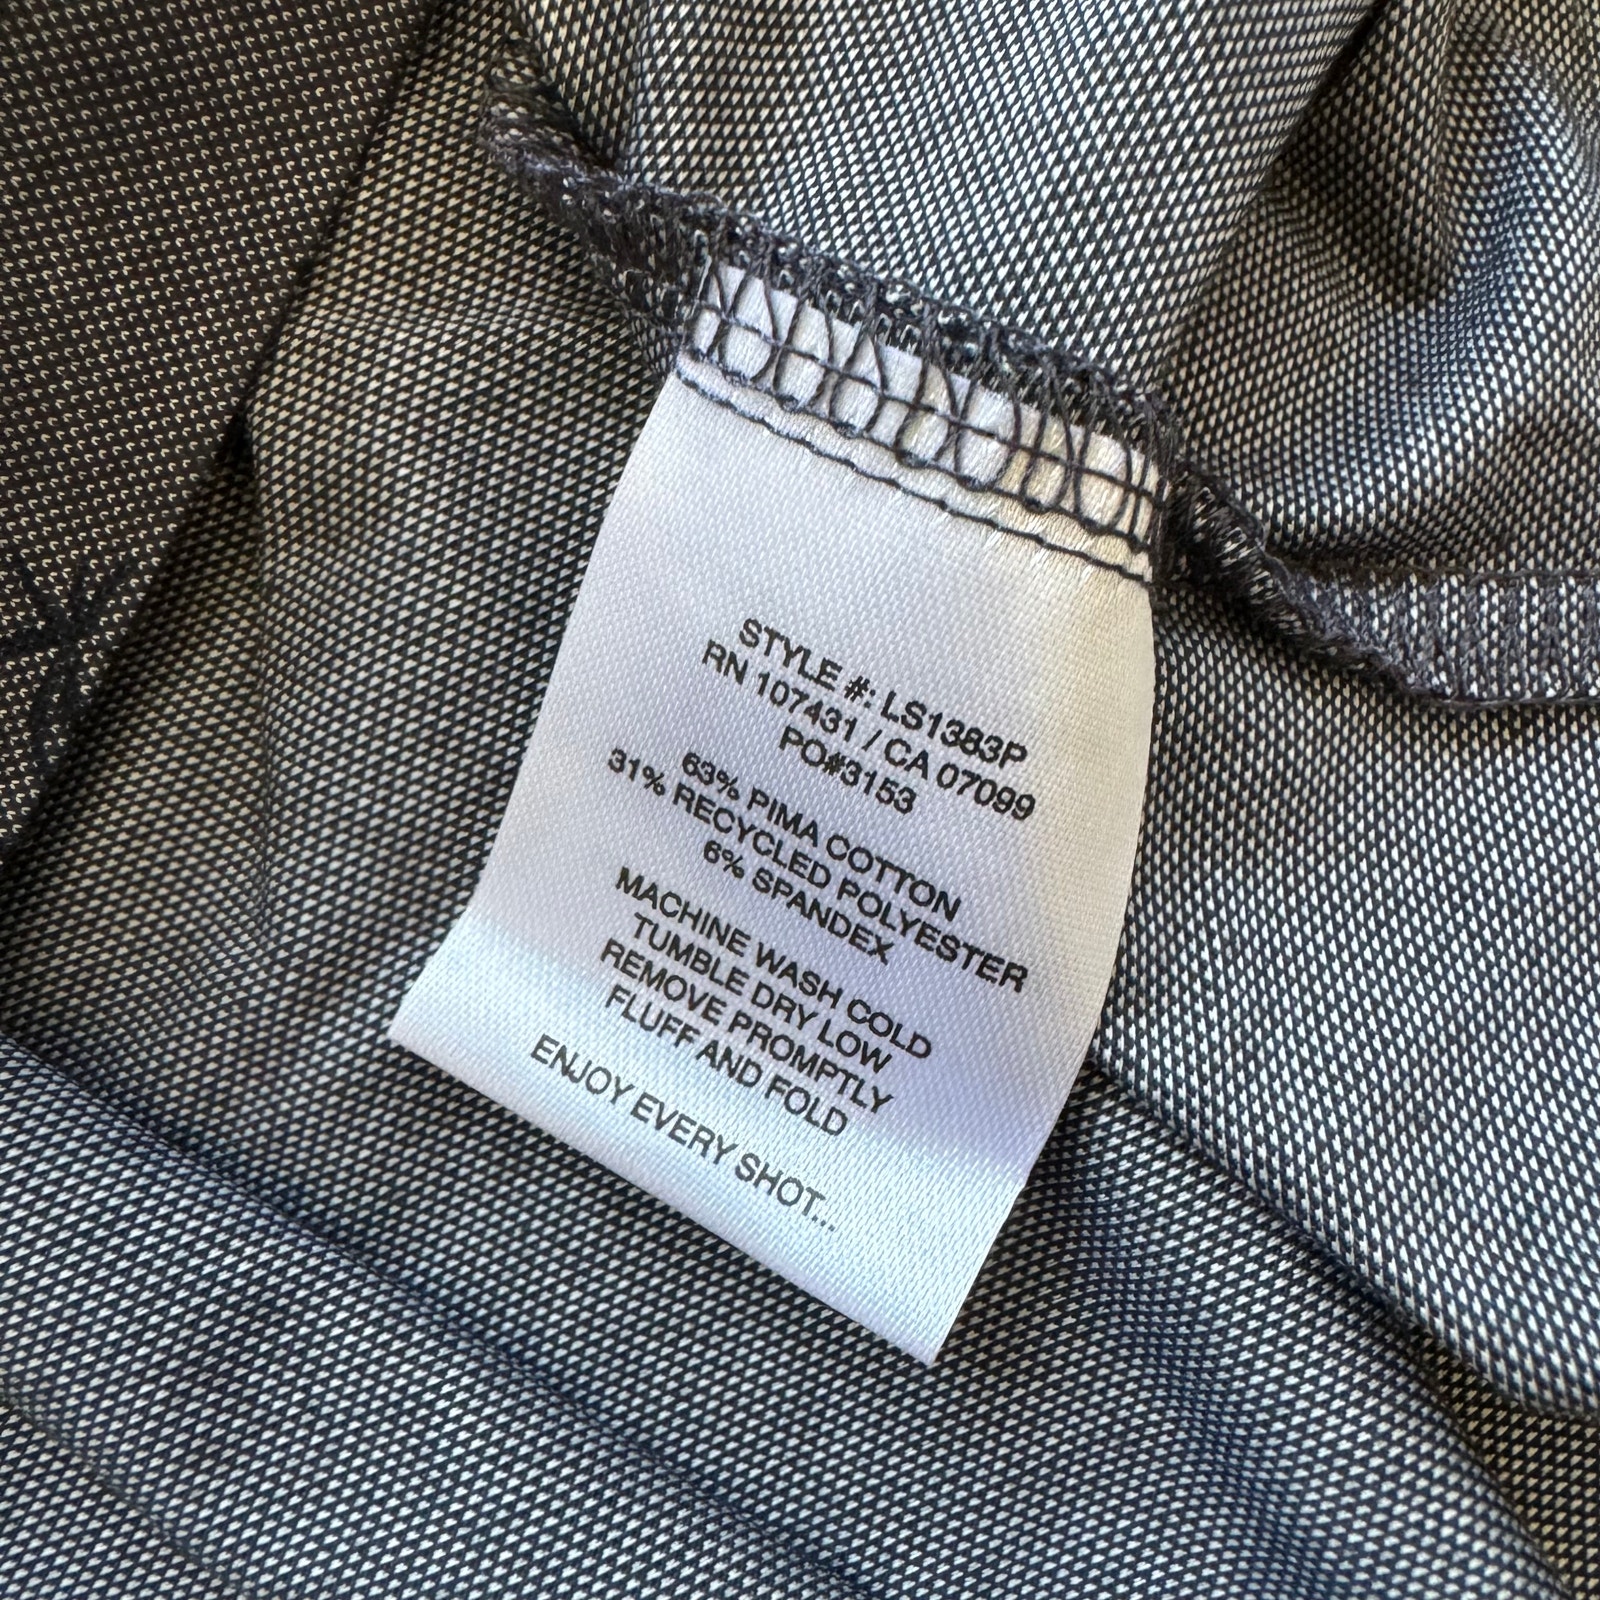 STYLE #: LS1383P
RN 107431 / CA 07099
PO#3153
63% PIMA COTTON
31% RECYCLED POLYESTER
6% SPANDEX
MACHINE WASH COLD
TUMBLE DRY LOW
REMOVE PROMPTLY
FLUFF AND FOLD
ENJOY EVERY SHOT...